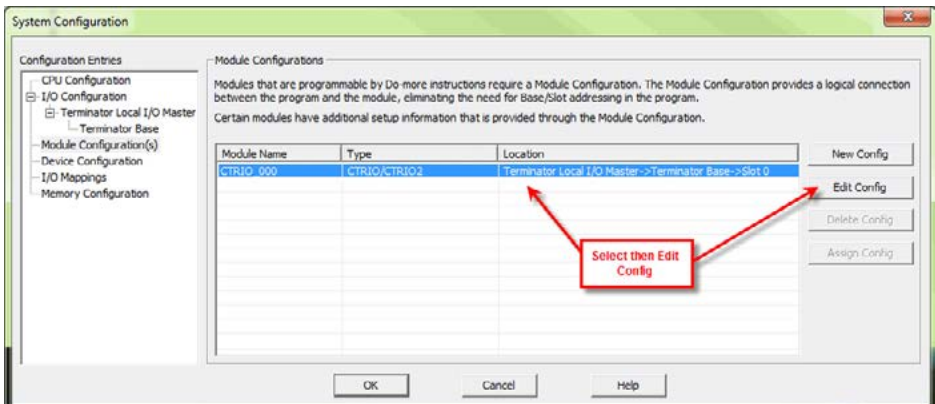 System Configuration
Configuration Entries
CPU Configuration
I/O Configuration
Terminator Local I/O Master
Terminator Base
Module Configuration(s)
Device Configuration
I/O Mappings
Memory Configuration
Module Configurations
Modules that are programmable by Do-more instructions require a Module Configuration. The Module Configuration provides a logical connection
between the program and the module, eliminating the need for Base/Slot addressing in the program.
Certain modules have additional setup information that is provided through the Module Configuration.
Module Name Type Location
CTRIO_000 CTRIO/CTRIO2 Terminator Local I/O Master->Terminator Base->Slot 0
New Config
Edit Config
Delete Config
Assign Config
Select then Edit
Config
OK Cancel Help